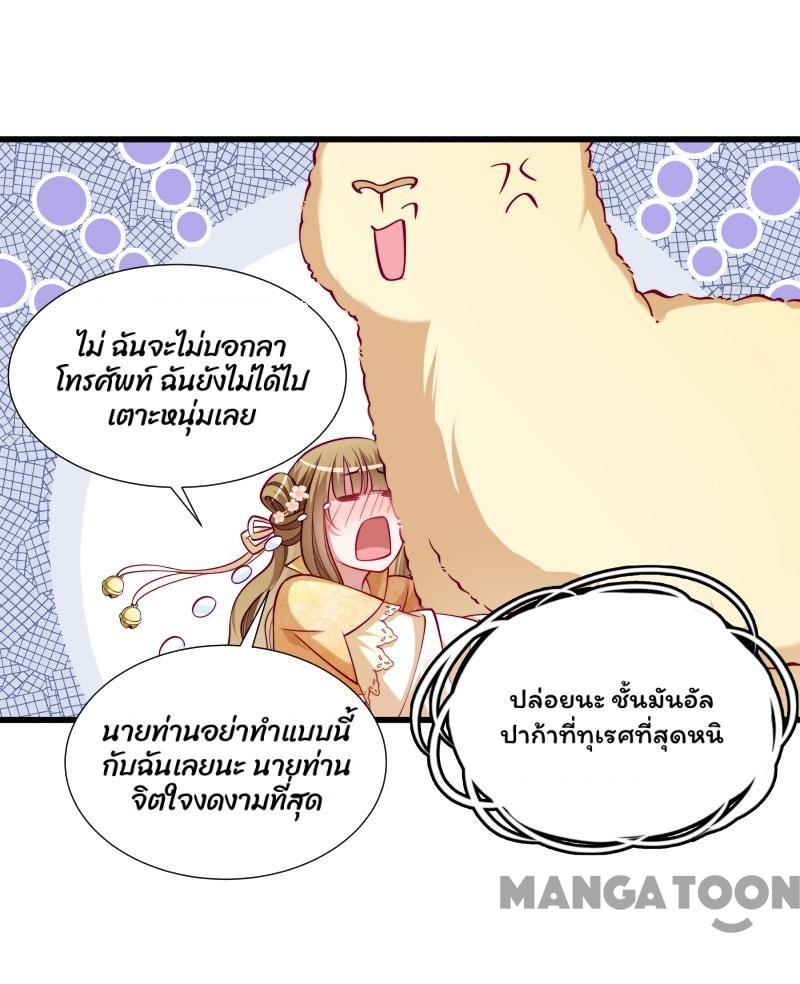 ไม่ ฉันจะไม่บอกลา
โทรศัพท์ ฉันยังไม่ได้ไป
เตาะหนุ่มเลย
นายท่านอย่าทำแบบนี้
กับฉันเลยนะ นายท่าน
จิตใจงดงามที่สุด
ปล่อยนะ ชั้นมันอัล
ปาก้าที่ทุเรศที่สุดหนิ
MANGATOON